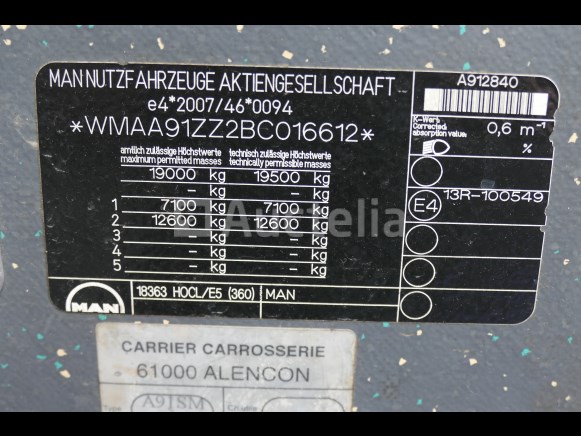 MAN NUTZFAHRZEUGE AKTIENGESELLSCHAFT
e4*2007/46*0094
*WMAA91ZZ2BC016612*
amtlich zulässige Höchstwerte technisch zulässige Höchstwerte
maximum permitted masses technically permissible masses
19000 kg 19500 kg
- kg - kg
1 7100 kg 7100 kg
2 12600 kg 12600 kg
3 - kg - kg
4 - kg - kg
5 - kg - kg
MAN 18363 HOCL/E5 (360) MAN
A912840
K-Wert:
Corrected
absorption value: 0,6 m⁻¹
%
E4 13R-100549
Autrelia
CARRIER CARROSSERIE
61000 ALENCON
Type A91SM